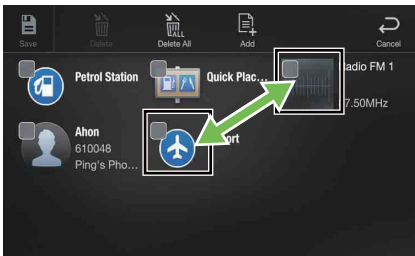 Save
Delete
Delete All
Add
Cancel
Petrol Station
Quick Plac...
adio FM 1
7.50MHz
Ahon
610048
Ping's Pho...
ort